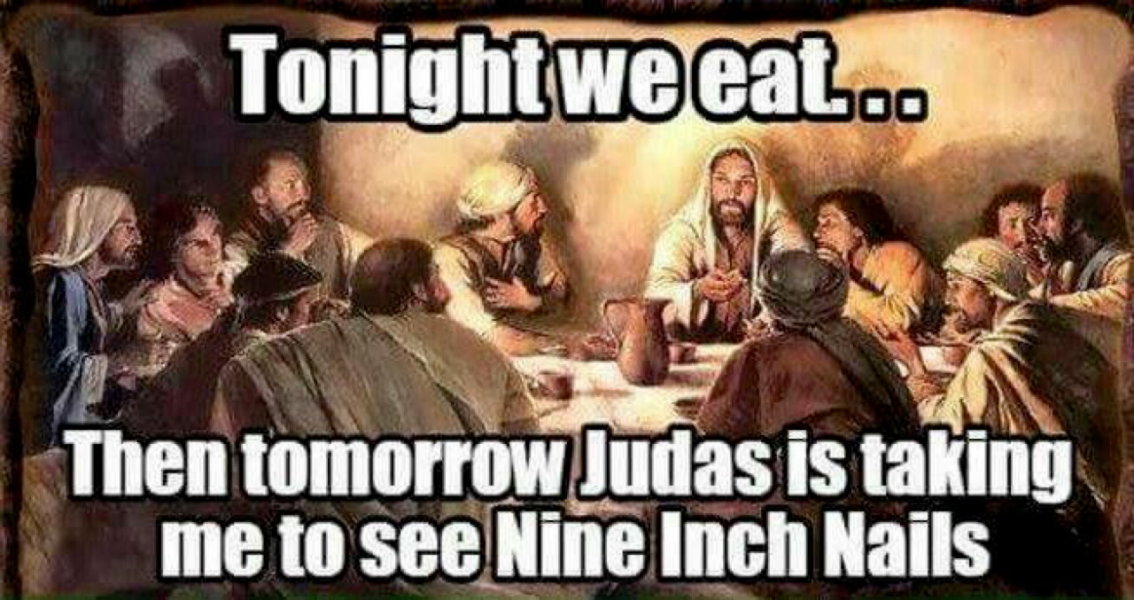 Tonight we eat. . .
Then tomorrow Judas is taking
me to see Nine Inch Nails